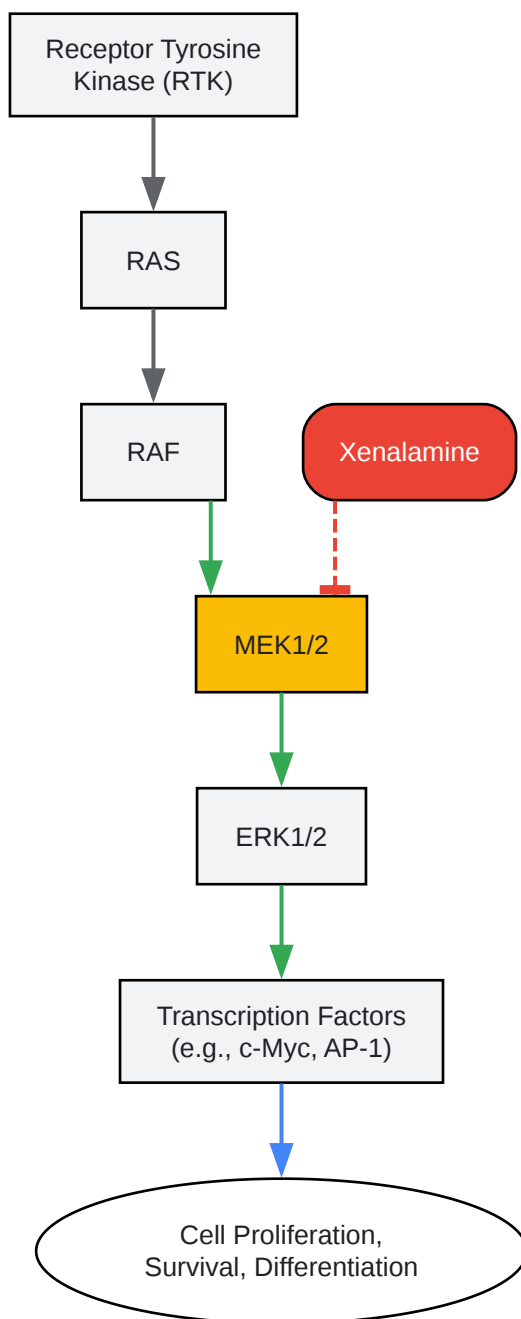 Receptor Tyrosine
Kinase (RTK)
RAS
RAF
Xenalamine
MEK1/2
ERK1/2
Transcription Factors
(e.g., c-Myc, AP-1)
Cell Proliferation,
Survival, Differentiation